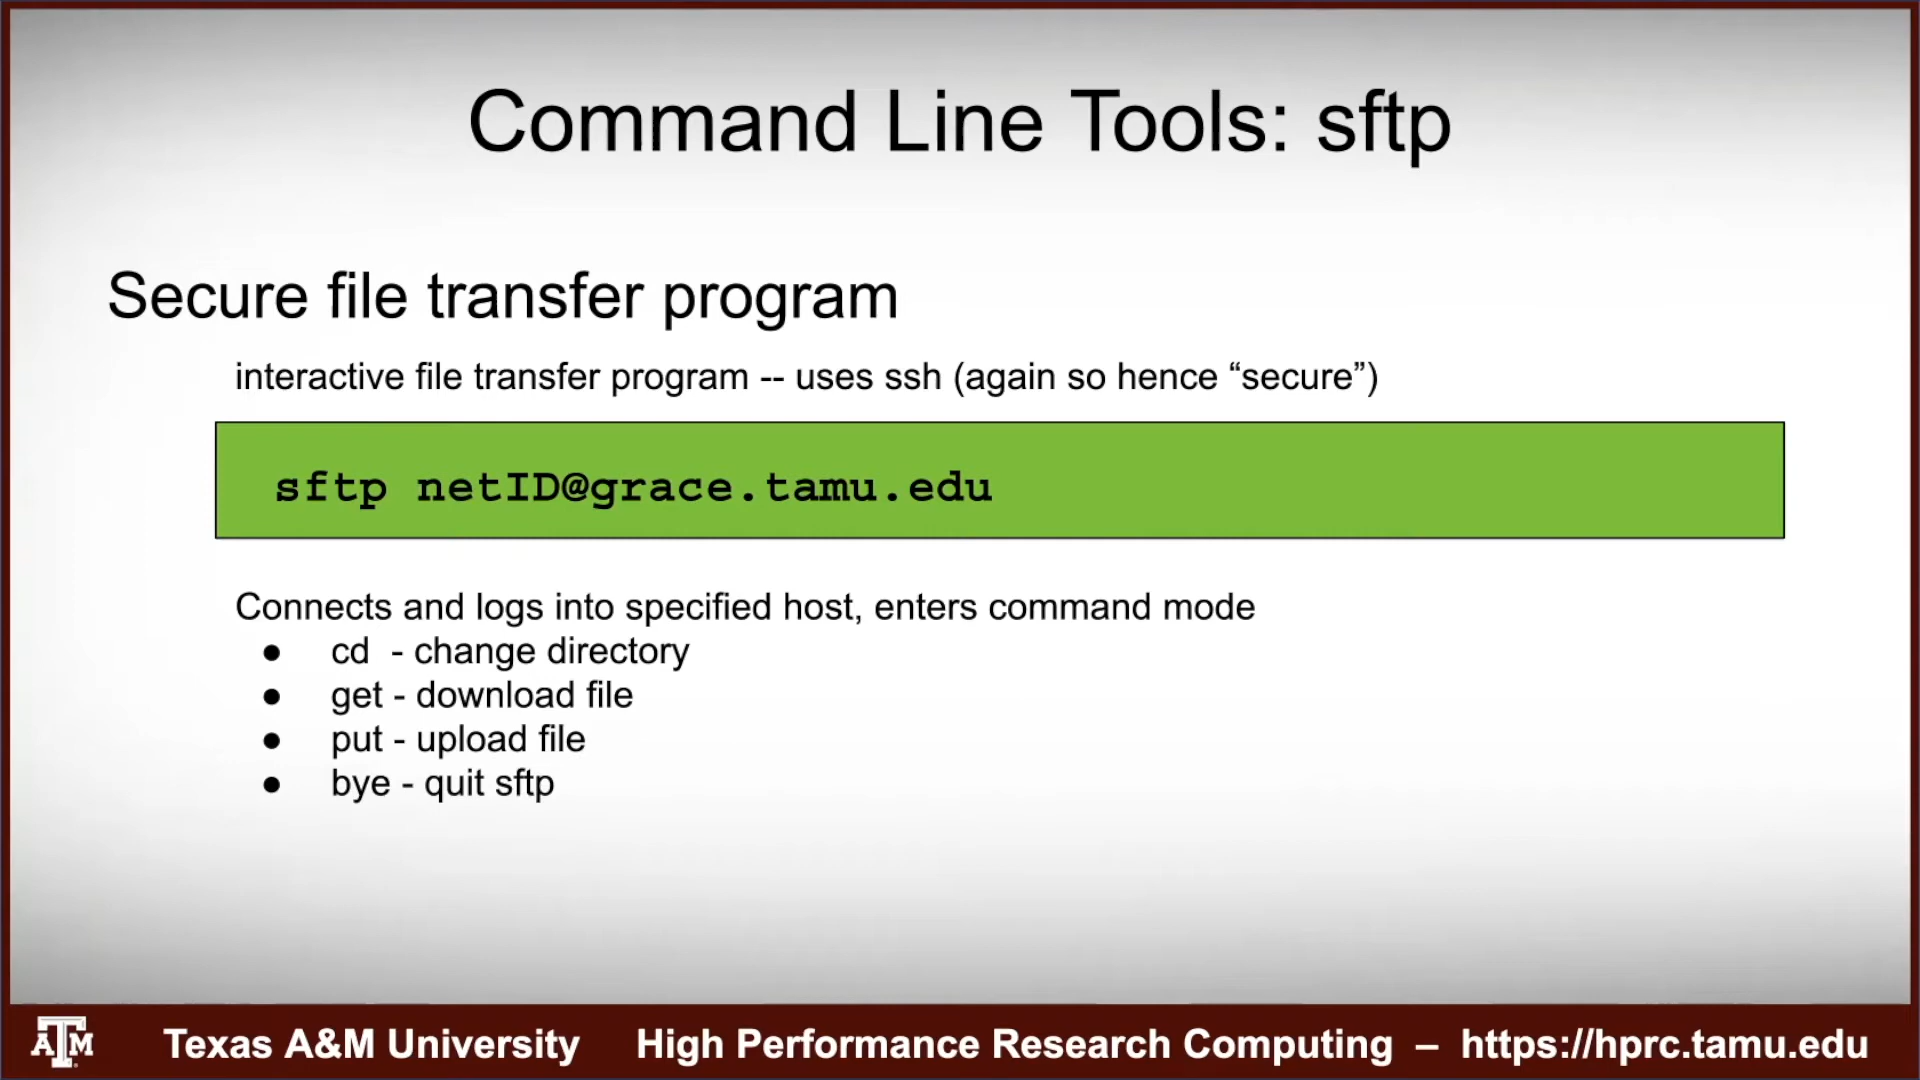 Command Line Tools: sftp
Secure file transfer program
interactive file transfer program -- uses ssh (again so hence “secure”)
sftp netID@grace.tamu.edu
Connects and logs into specified host, enters command mode
● cd - change directory
● get - download file
● put - upload file
● bye - quit sftp
ATM Texas A&M University High Performance Research Computing – https://hprc.tamu.edu